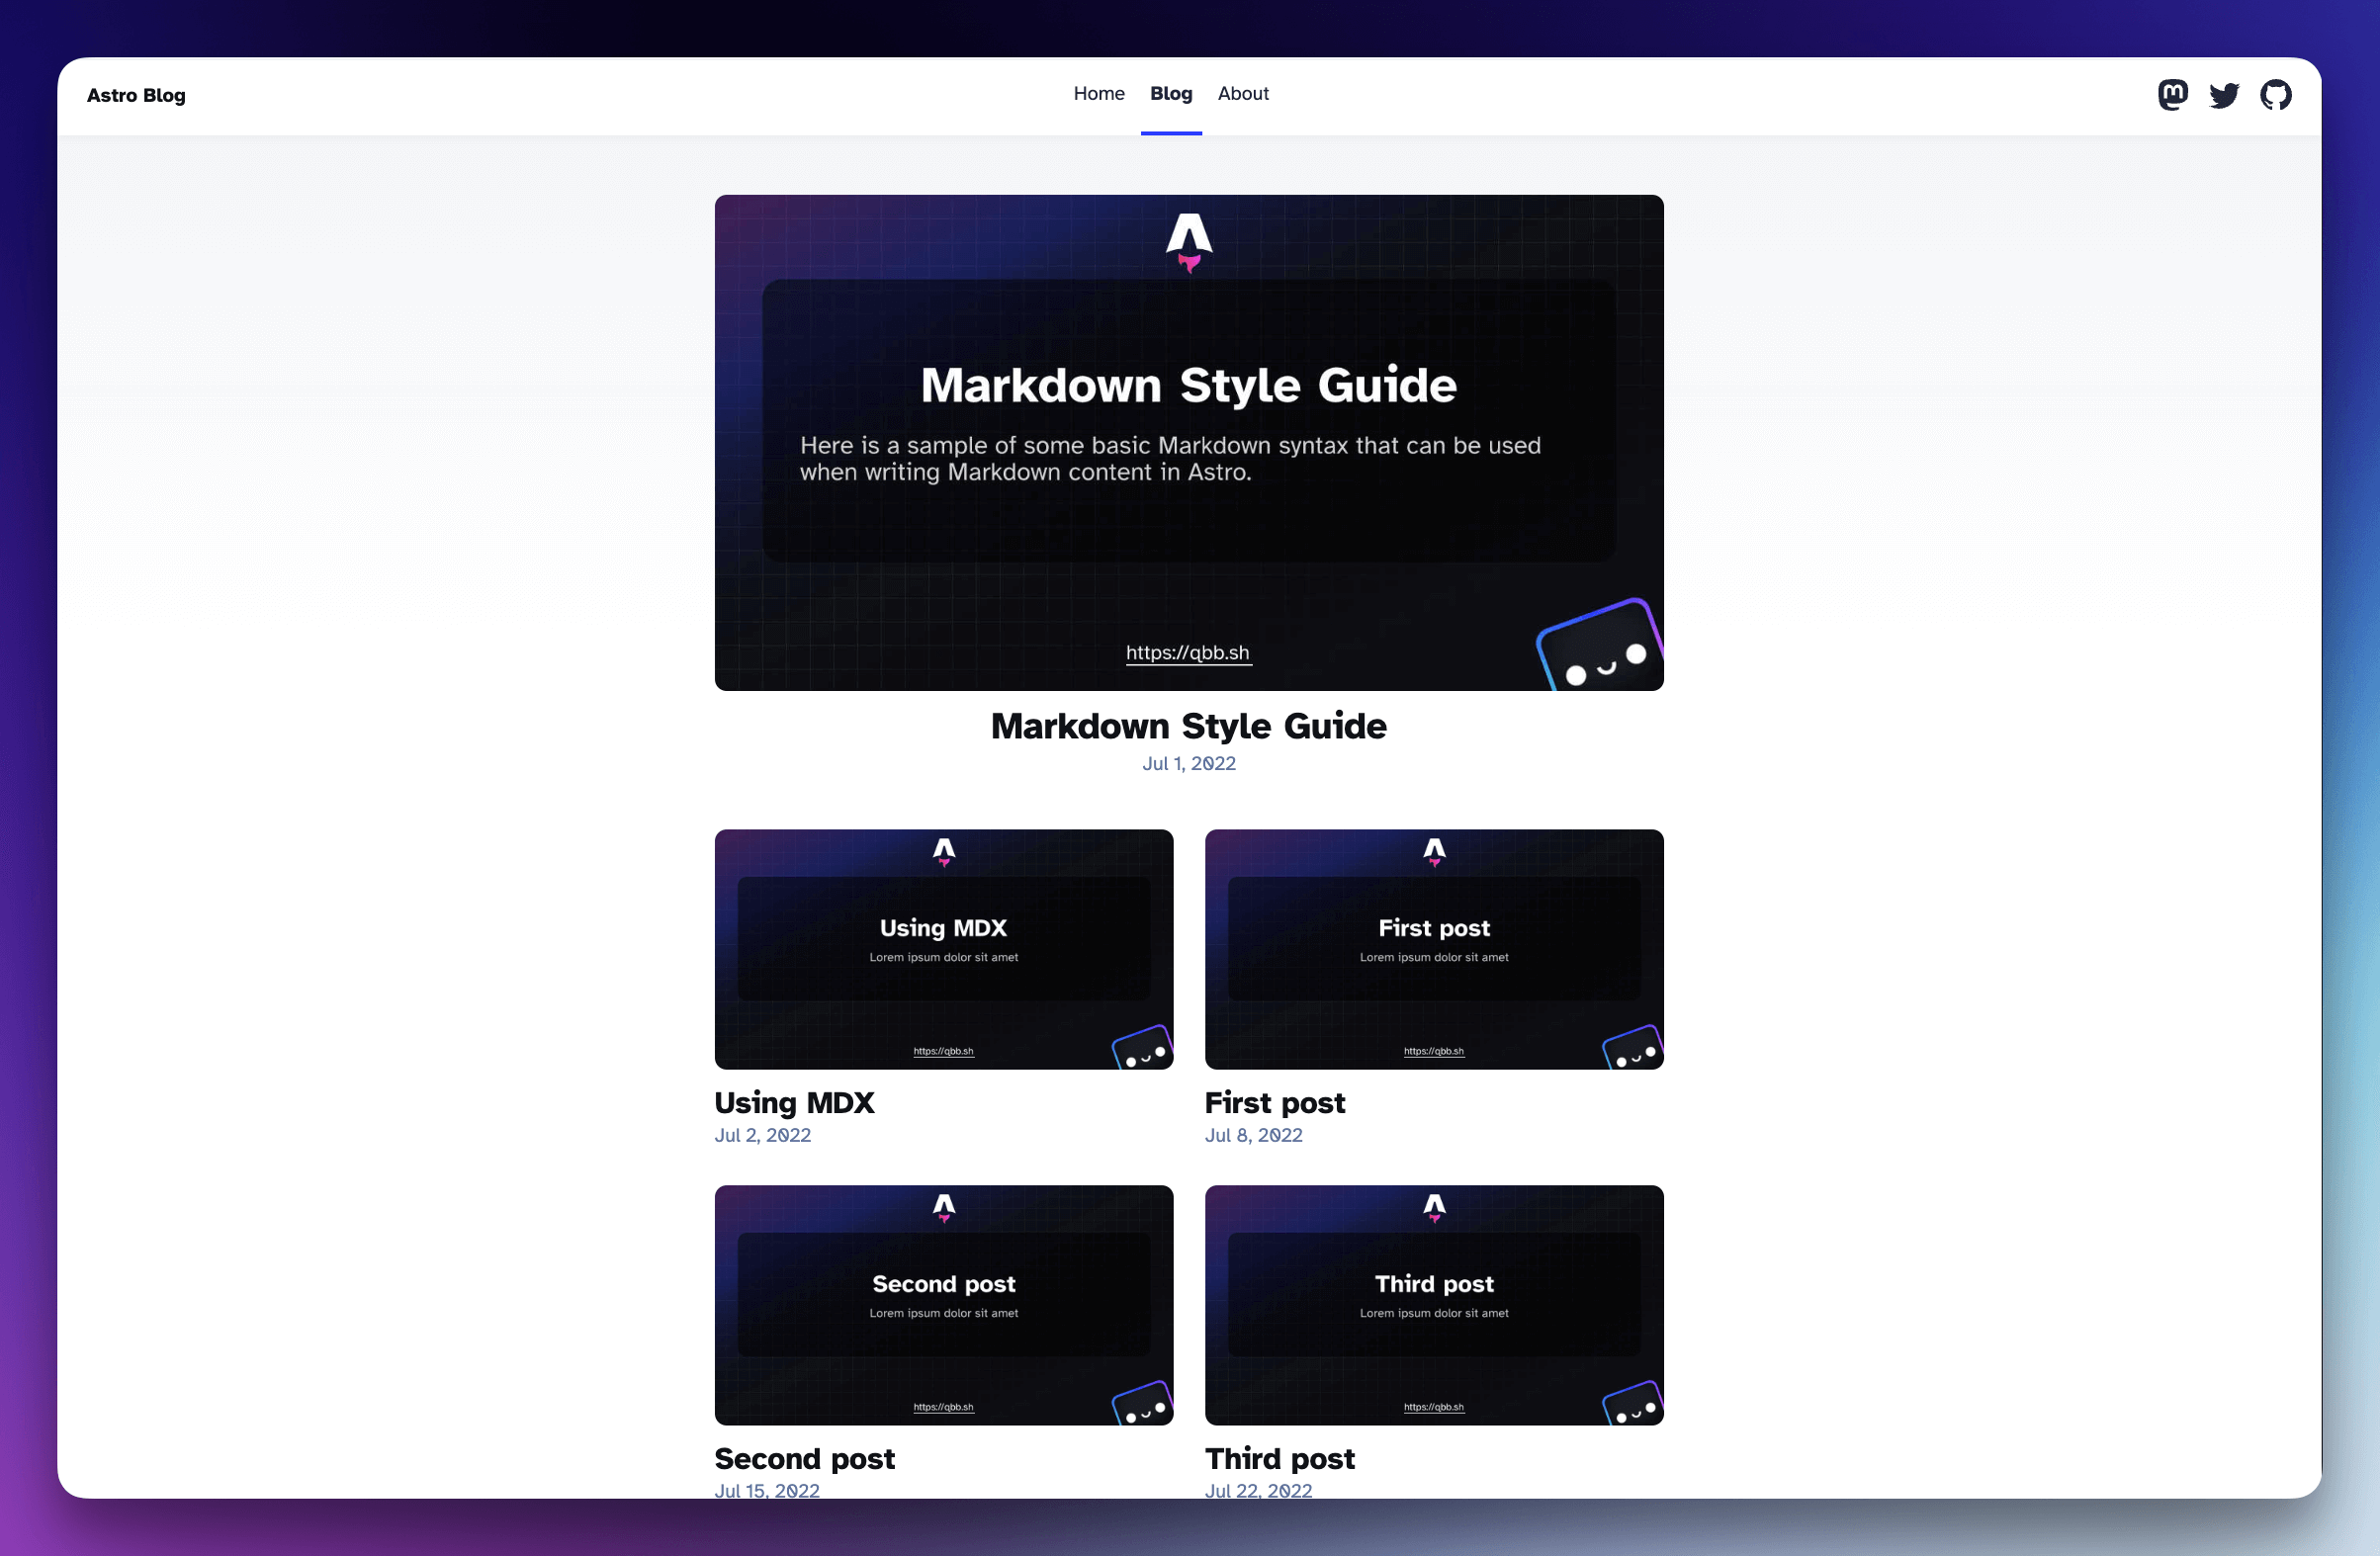 Astro Blog
Home Blog About
Markdown Style Guide
Here is a sample of some basic Markdown syntax that can be used
when writing Markdown content in Astro.
https://qbb.sh
Markdown Style Guide
Jul 1, 2022
Using MDX
Lorem ipsum dolor sit amet
https://qbb.sh
Using MDX
Jul 2, 2022
First post
Lorem ipsum dolor sit amet
https://qbb.sh
First post
Jul 8, 2022
Second post
Lorem ipsum dolor sit amet
https://qbb.sh
Second post
Jul 15, 2022
Third post
Lorem ipsum dolor sit amet
https://qbb.sh
Third post
Jul 22, 2022